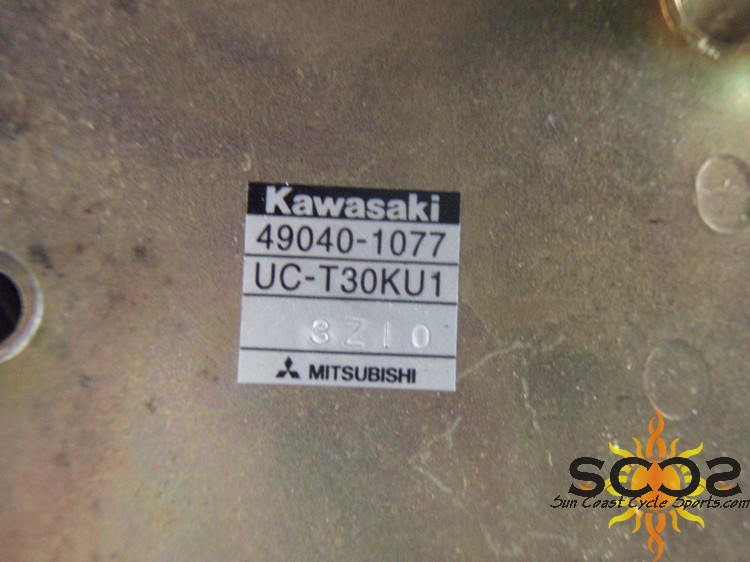 Kawasaki
49040-1077
UC-T30KU1
3Z10
MITSUBISHI
SCCS
Sun Coast Cycle Sports.com